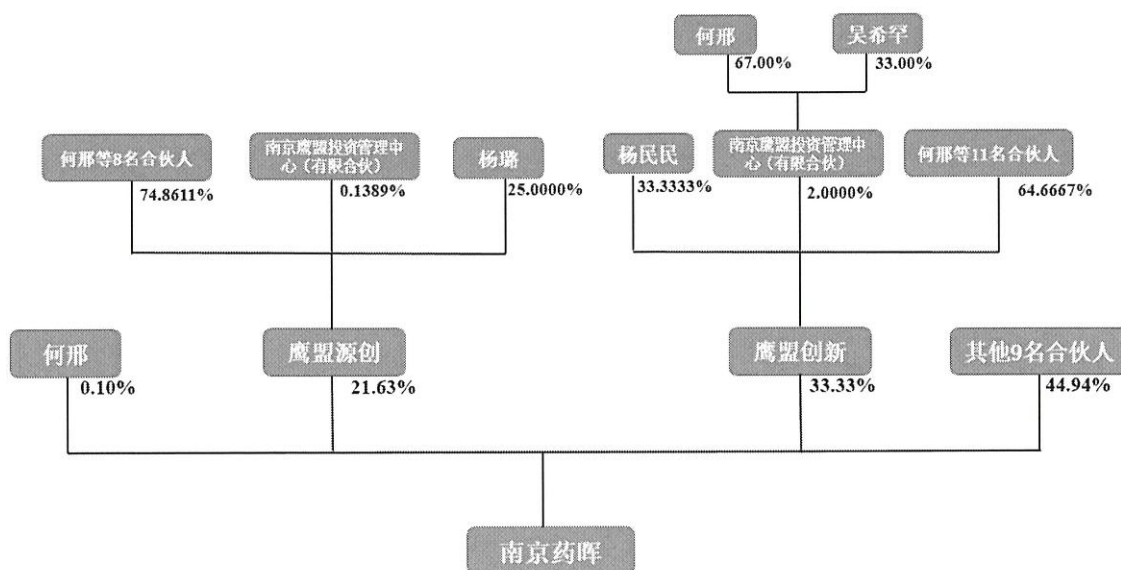 何邢
吴希罕
67.00%
33.00%
何邢等8名合伙人
南京鹰盟投资管理中
心（有限合伙）
杨璐
杨民民
南京鹰盟投资管理中
心（有限合伙）
何邢等11名合伙人
74.8611%
0.1389%
25.0000%
33.3333%
2.0000%
64.6667%
何邢
鹰盟源创
鹰盟创新
其他9名合伙人
0.10%
21.63%
33.33%
44.94%
南京药晖